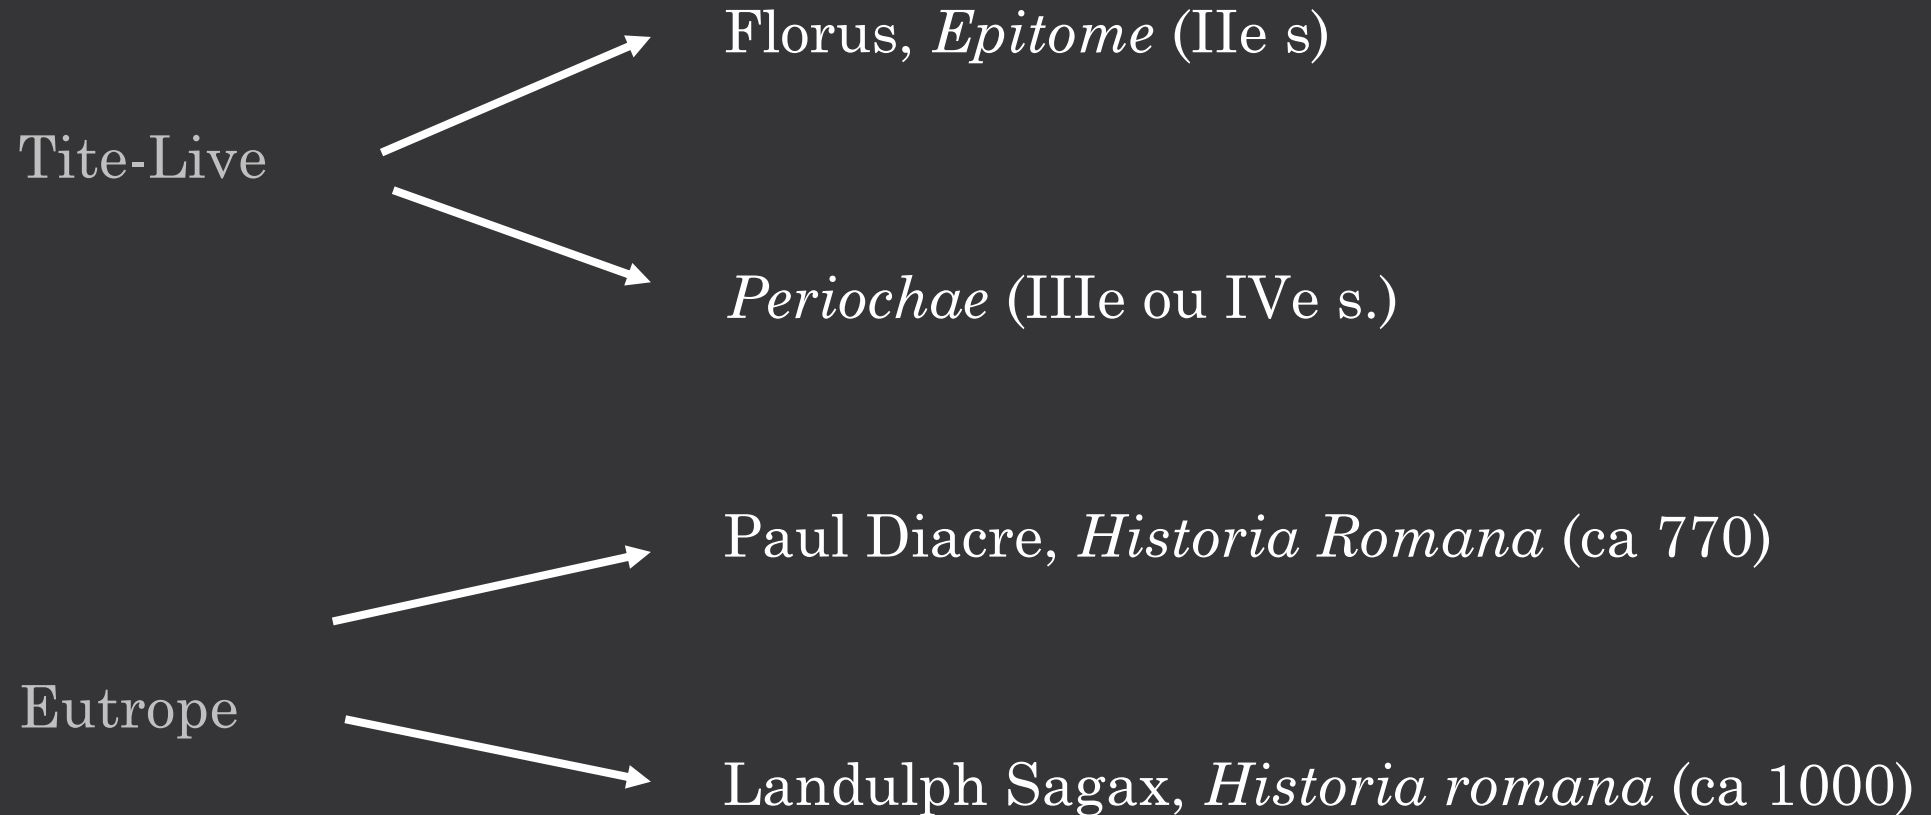 Florus, Epitome (IIe s)
Tite-Live
Periochae (IIIe ou IVe s.)
Paul Diacre, Historia Romana (ca 770)
Eutrope
Landulph Sagax, Historia romana (ca 1000)